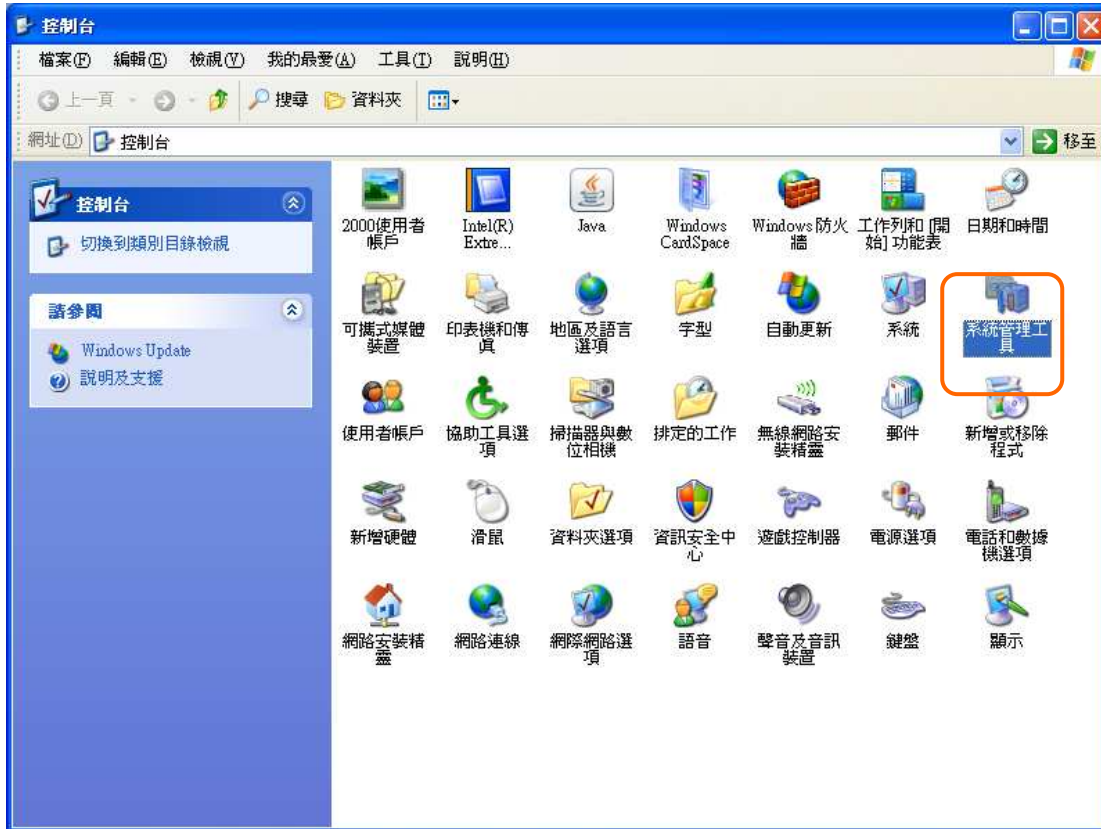 控制台
檔案(F) 編輯(E) 檢視(V) 我的最愛(A) 工具(T) 說明(H)
上一頁 搜尋 資料夾
網址(D) 控制台 移至
控制台
切換到類別目錄檢視
請參閱
Windows Update
說明及支援
2000使用者
帳戶
Intel(R)
Extre...
Java
Windows
CardSpace
Windows 防火
牆
工作列和 [開
始] 功能表
日期和時間
可攜式媒體
裝置
印表機和傳
真
地區及語言
選項
字型
自動更新
系統
系統管理工
具
使用者帳戶
協助工具選
項
掃描器與數
位相機
排定的工作
無線網路安
裝精靈
郵件
新增或移除
程式
新增硬體
滑鼠
資料夾選項
資訊安全中
心
遊戲控制器
電源選項
電話和數據
機選項
網路安裝精
靈
網路連線
網際網路選
項
語音
聲音及音訊
裝置
鍵盤
顯示